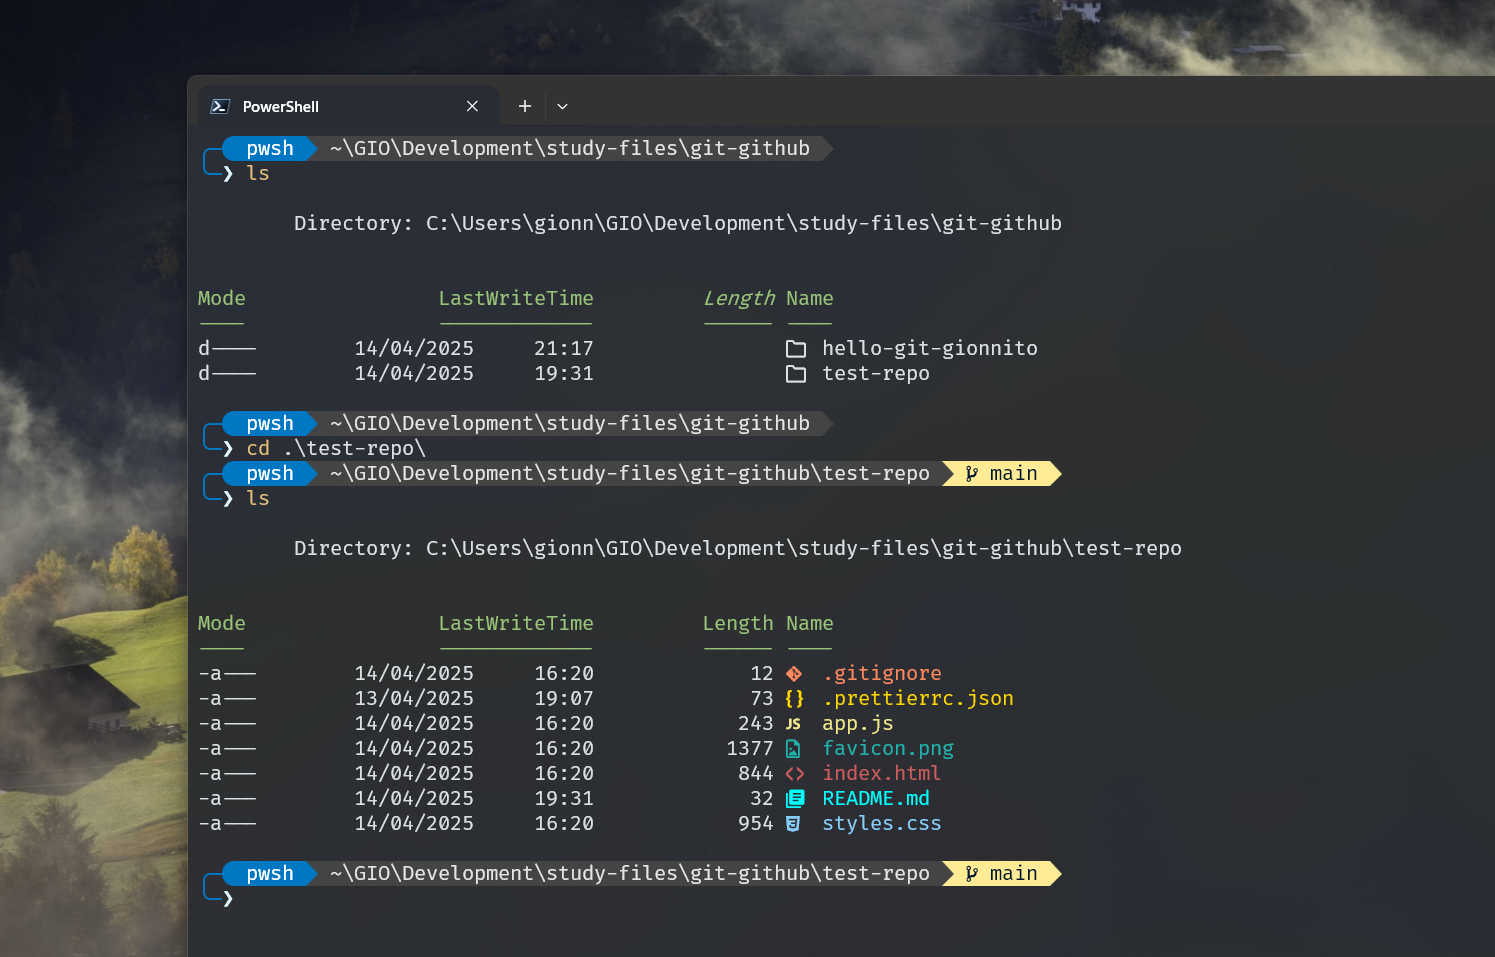 PowerShell
pwsh ~\GIO\Development\study-files\git-github
❯ ls
Directory: C:\Users\gionn\GIO\Development\study-files\git-github
Mode LastWriteTime Length Name
---- ------------- ------ ----
d---- 14/04/2025 21:17 hello-git-gionnito
d---- 14/04/2025 19:31 test-repo
pwsh ~\GIO\Development\study-files\git-github
❯ cd .\test-repo\
pwsh ~\GIO\Development\study-files\git-github\test-repo main
❯ ls
Directory: C:\Users\gionn\GIO\Development\study-files\git-github\test-repo
Mode LastWriteTime Length Name
---- ------------- ------ ----
-a--- 14/04/2025 16:20 12 .gitignore
-a--- 13/04/2025 19:07 73 {} .prettierrc.json
-a--- 14/04/2025 16:20 243 JS app.js
-a--- 14/04/2025 16:20 1377 favicon.png
-a--- 14/04/2025 16:20 844 <> index.html
-a--- 14/04/2025 19:31 32 README.md
-a--- 14/04/2025 16:20 954 styles.css
pwsh ~\GIO\Development\study-files\git-github\test-repo main
❯